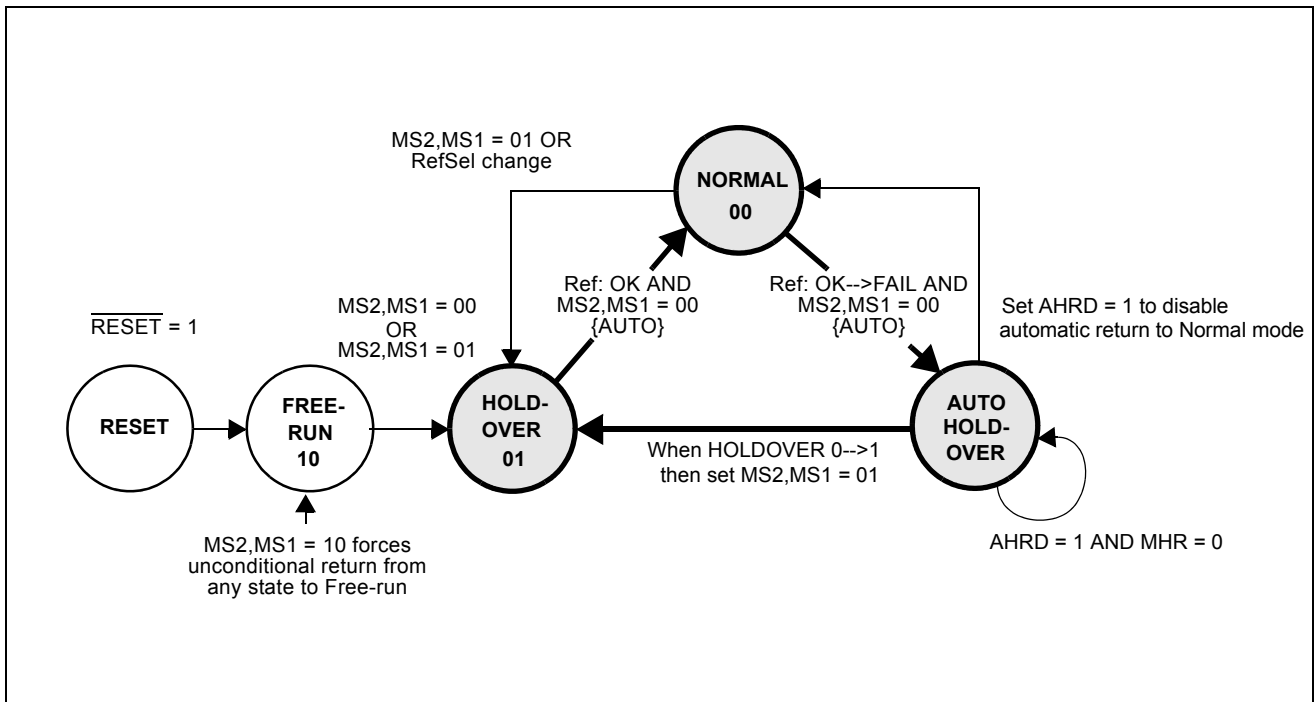 MS2,MS1 = 01 OR
RefSel change
NORMAL
00
Ref: OK AND
MS2,MS1 = 00
{AUTO}
Ref: OK-->FAIL AND
MS2,MS1 = 00
{AUTO}
MS2,MS1 = 00
OR
MS2,MS1 = 01
RESET = 1
Set AHRD = 1 to disable
automatic return to Normal mode
RESET
FREE-
RUN
10
HOLD-
OVER
01
AUTO
HOLD-
OVER
When HOLDOVER 0-->1
then set MS2,MS1 = 01
MS2,MS1 = 10 forces
unconditional return from
any state to Free-run
AHRD = 1 AND MHR = 0